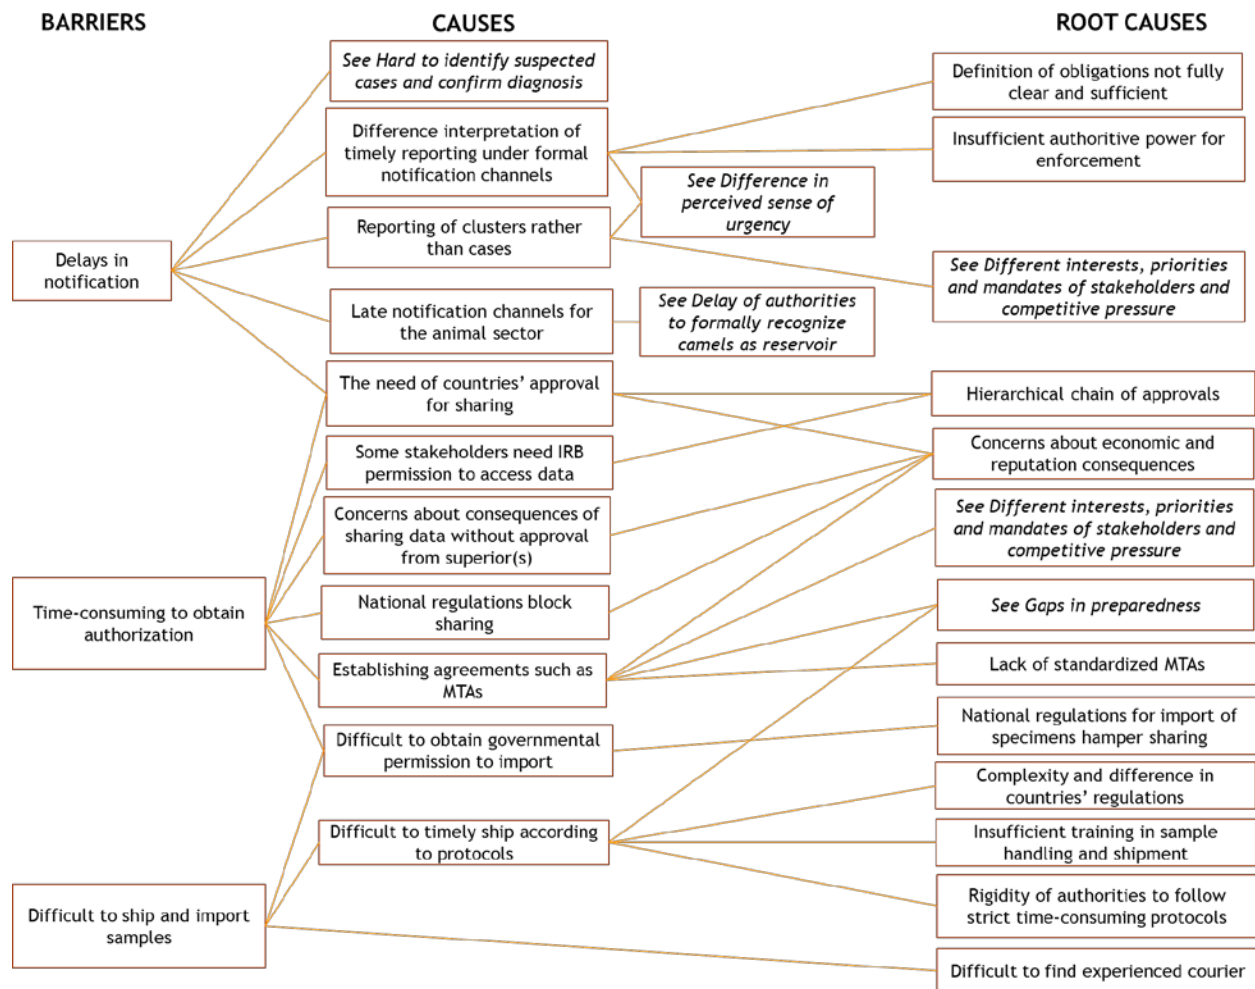 BARRIERS
CAUSES
ROOT CAUSES
Delays in
notification
Time-consuming to obtain
authorization
Difficult to ship and import
samples
See Hard to identify suspected
cases and confirm diagnosis
Difference interpretation of
timely reporting under formal
notification channels
Reporting of clusters rather
than cases
Late notification channels for
the animal sector
The need of countries’ approval
for sharing
Some stakeholders need IRB
permission to access data
Concerns about consequences of
sharing data without approval
from superior(s)
National regulations block
sharing
Establishing agreements such as
MTAs
Difficult to obtain governmental
permission to import
Difficult to timely ship according
to protocols
See Difference in
perceived sense of
urgency
See Delay of authorities
to formally recognize
camels as reservoir
Definition of obligations not fully
clear and sufficient
Insufficient authoritive power for
enforcement
See Different interests, priorities
and mandates of stakeholders and
competitive pressure
Hierarchical chain of approvals
Concerns about economic and
reputation consequences
See Different interests, priorities
and mandates of stakeholders and
competitive pressure
See Gaps in preparedness
Lack of standardized MTAs
National regulations for import of
specimens hamper sharing
Complexity and difference in
countries’ regulations
Insufficient training in sample
handling and shipment
Rigidity of authorities to follow
strict time-consuming protocols
Difficult to find experienced courier